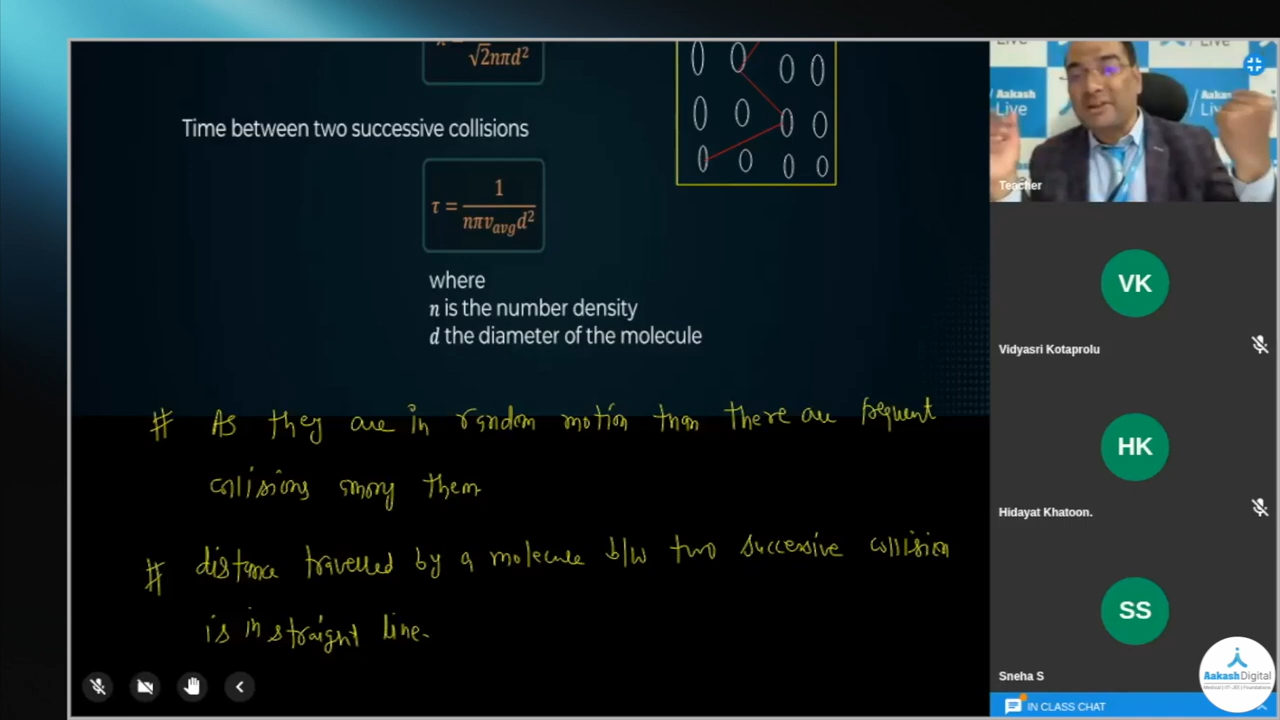 √2nπd²
Time between two successive collisions
τ = 1 / nπv_avg d²
where
n is the number density
d the diameter of the molecule
# As they are in random motion than there are frequent
collisions among them
# distance travelled by a molecule b/w two successive collision
is in straight line.
Live
Aakash
Live
Aaka
Liv
Teacher
VK
Vidyasri Kotaprolu
HK
Hidayat Khatoon.
SS
Sneha S
AakashDigital
IN CLASS CHAT